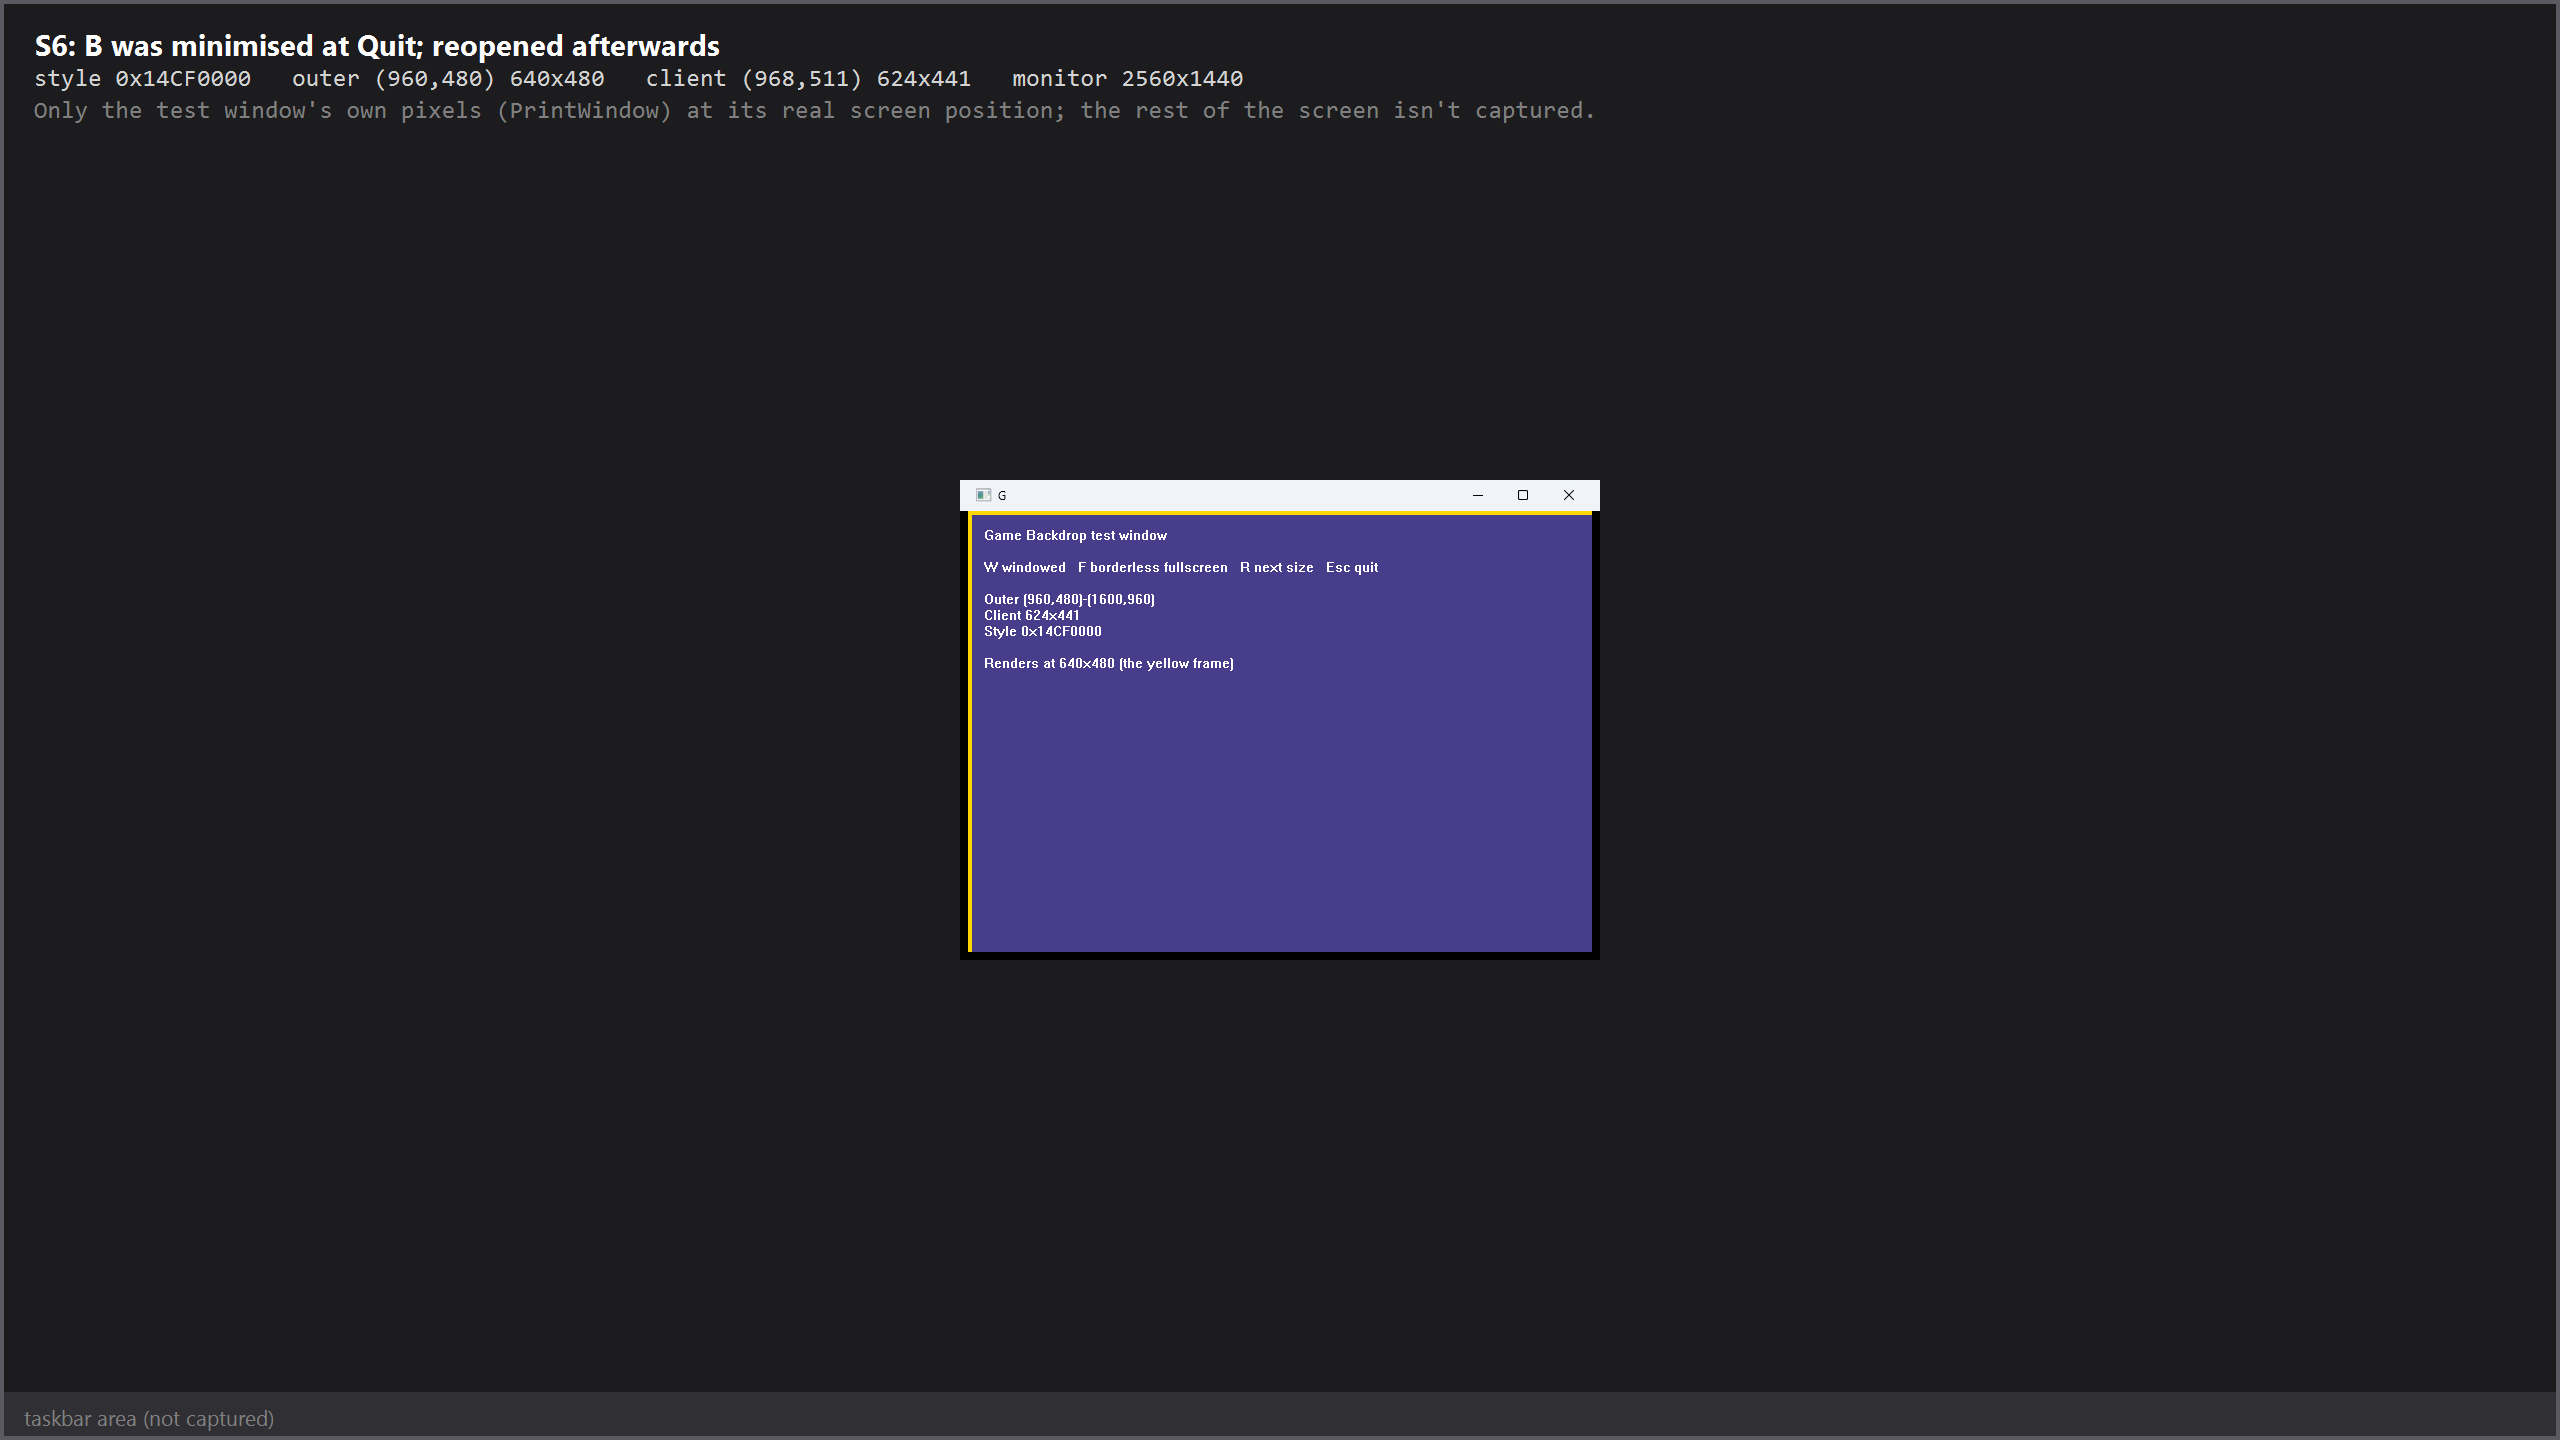 S6: B was minimised at Quit; reopened afterwards
style 0x14CF0000   outer (960,480) 640x480   client (968,511) 624x441   monitor 2560x1440
Only the test window's own pixels (PrintWindow) at its real screen position; the rest of the screen isn't captured.
G
Game Backdrop test window
W windowed   F borderless fullscreen   R next size   Esc quit
Outer (960,480)-(1600,960)
Client 624x441
Style 0x14CF0000
Renders at 640x480 (the yellow frame)
taskbar area (not captured)